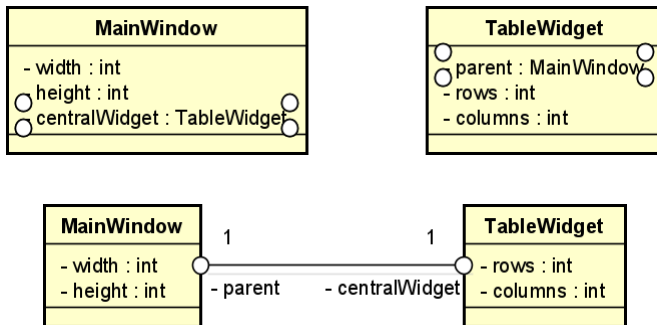 MainWindow
- width : int
- height : int
- centralWidget : TableWidget
TableWidget
- parent : MainWindow
- rows : int
- columns : int
MainWindow
- width : int
- height : int
1
1
- parent
- centralWidget
TableWidget
- rows : int
- columns : int